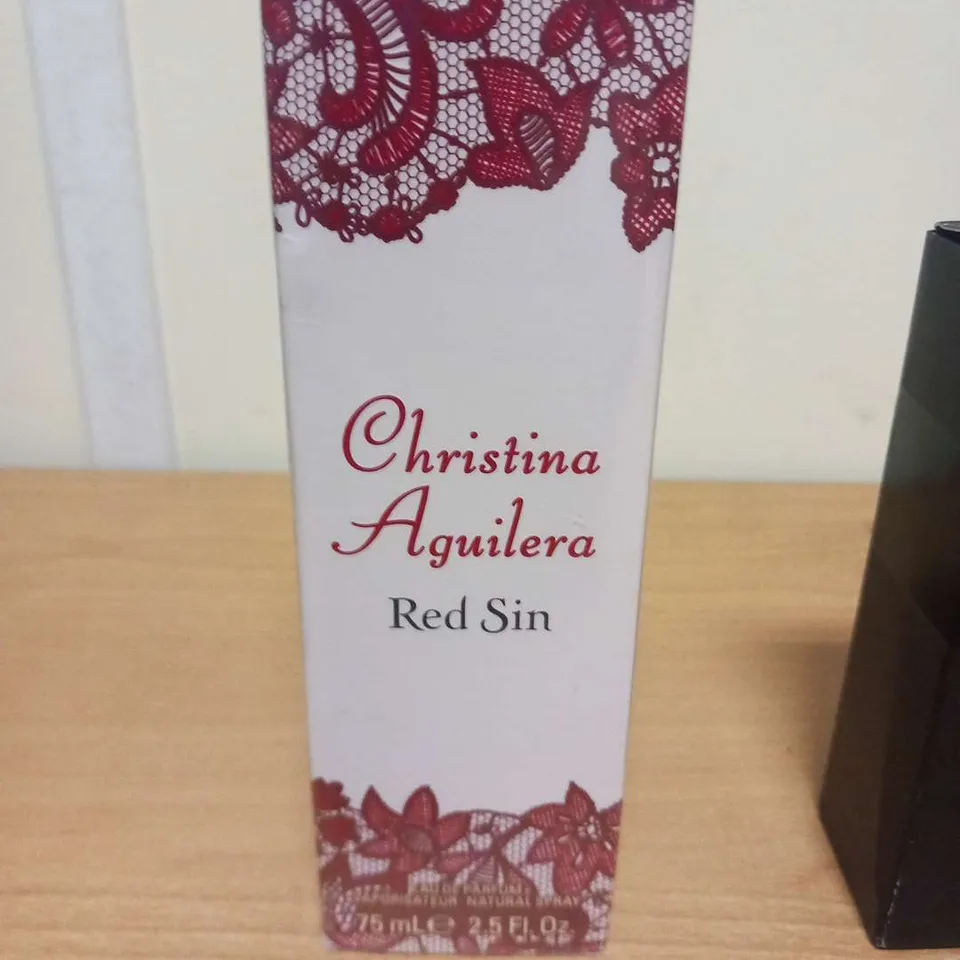 Christina
Aguilera
Red Sin
EAU DE PARFUM
VAPORISATEUR NATURAL SPRAY
75 mL℮ 2.5 Fl. Oz.